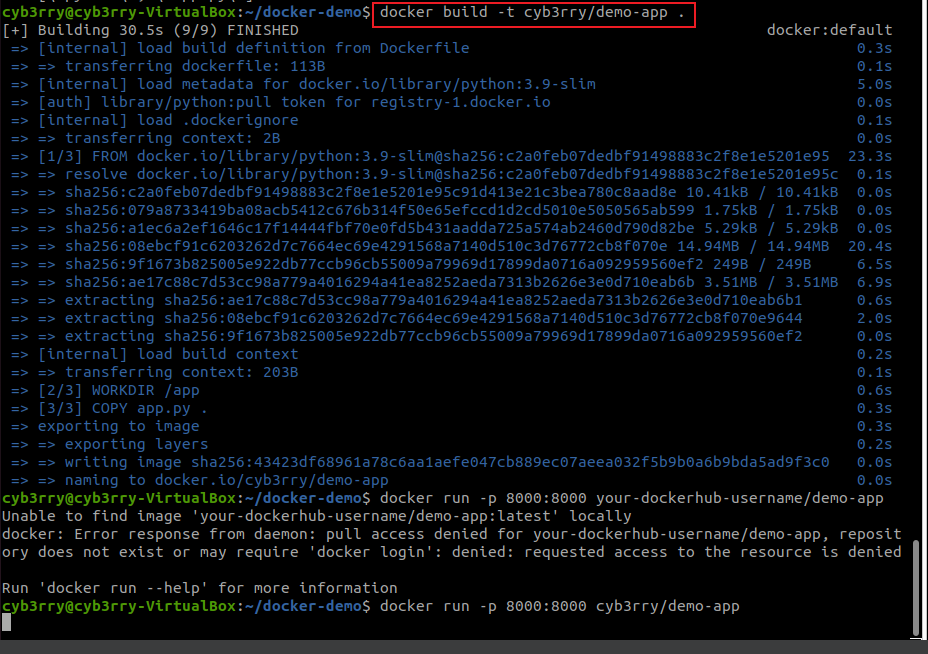 cyb3rry@cyb3rry-VirtualBox:~/docker-demo$ docker build -t cyb3rry/demo-app .
[+] Building 30.5s (9/9) FINISHED docker:default
=> [internal] load build definition from Dockerfile 0.3s
=> => transferring dockerfile: 113B 0.1s
=> [internal] load metadata for docker.io/library/python:3.9-slim 5.0s
=> [auth] library/python:pull token for registry-1.docker.io 0.0s
=> [internal] load .dockerignore 0.1s
=> => transferring context: 2B 0.0s
=> [1/3] FROM docker.io/library/python:3.9-slim@sha256:c2a0feb07dedbf91498883c2f8e1e5201e95 23.3s
=> => resolve docker.io/library/python:3.9-slim@sha256:c2a0feb07dedbf91498883c2f8e1e5201e95c 0.1s
=> => sha256:c2a0feb07dedbf91498883c2f8e1e5201e95c91d413e21c3bea780c8aad8e 10.41kB / 10.41kB 0.0s
=> => sha256:079a8733419ba08acb5412c676b314f50e65efccd1d2cd5010e5050565ab599 1.75kB / 1.75kB 0.0s
=> => sha256:a1ec6a2ef1646c17f14444fbf70e0fd5b431aadda725a574ab2460d790d82be 5.29kB / 5.29kB 0.0s
=> => sha256:08ebcf91c6203262d7c7664ec69e4291568a7140d510c3d76772cb8f070e 14.94MB / 14.94MB 20.4s
=> => sha256:9f1673b825005e922db77ccb96cb55009a79969d17899da0716a092959560ef2 249B / 249B 6.5s
=> => sha256:ae17c88c7d53cc98a779a4016294a41ea8252aeda7313b2626e3e0d710eab6b 3.51MB / 3.51MB 6.9s
=> => extracting sha256:ae17c88c7d53cc98a779a4016294a41ea8252aeda7313b2626e3e0d710eab6b1 0.6s
=> => extracting sha256:08ebcf91c6203262d7c7664ec69e4291568a7140d510c3d76772cb8f070e9644 2.0s
=> => extracting sha256:9f1673b825005e922db77ccb96cb55009a79969d17899da0716a092959560ef2 0.0s
=> [internal] load build context 0.2s
=> => transferring context: 203B 0.1s
=> [2/3] WORKDIR /app 0.6s
=> [3/3] COPY app.py . 0.3s
=> exporting to image 0.3s
=> => exporting layers 0.2s
=> => writing image sha256:43423df68961a78c6aa1aefe047cb889ec07aeea032f5b9b0a6b9bda5ad9f3c0 0.0s
=> => naming to docker.io/cyb3rry/demo-app 0.0s
cyb3rry@cyb3rry-VirtualBox:~/docker-demo$ docker run -p 8000:8000 your-dockerhub-username/demo-app
Unable to find image 'your-dockerhub-username/demo-app:latest' locally
docker: Error response from daemon: pull access denied for your-dockerhub-username/demo-app, reposit
ory does not exist or may require 'docker login': denied: requested access to the resource is denied
Run 'docker run --help' for more information
cyb3rry@cyb3rry-VirtualBox:~/docker-demo$ docker run -p 8000:8000 cyb3rry/demo-app